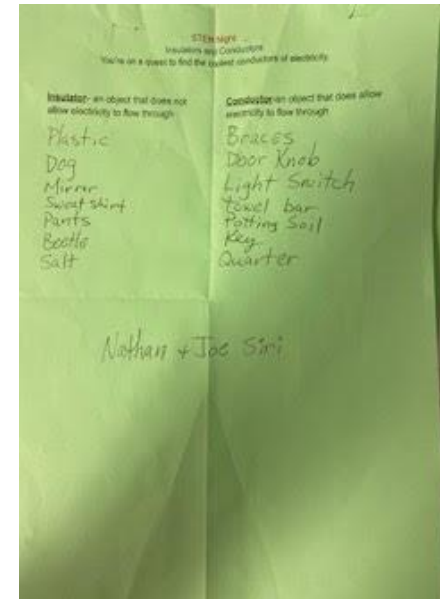 STEM Night
Insulators and Conductors
You're on a quest to find the coolest conductors of electricity.
Insulator- an object that does not
allow electricity to flow through
Plastic
Dog
Mirror
Sweatshirt
Pants
Beetle
Salt
Conductor- an object that does allow
electricity to flow through
Braces
Door Knob
Light Switch
towel bar
Potting Soil
Key
Quarter
Nathan + Joe Siri